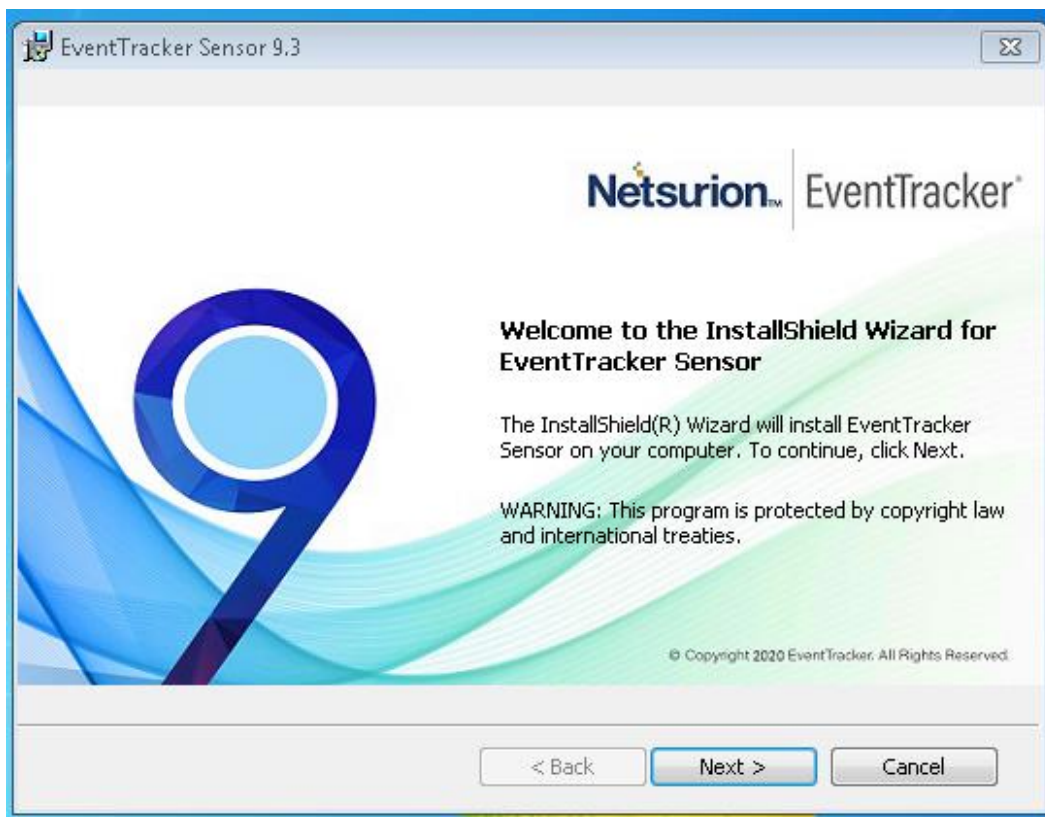 EventTracker Sensor 9.3
Netsurion™ EventTracker®
9
Welcome to the InstallShield Wizard for
EventTracker Sensor
The InstallShield(R) Wizard will install EventTracker
Sensor on your computer. To continue, click Next.
WARNING: This program is protected by copyright law
and international treaties.
© Copyright 2020 EventTracker. All Rights Reserved.
< Back Next > Cancel